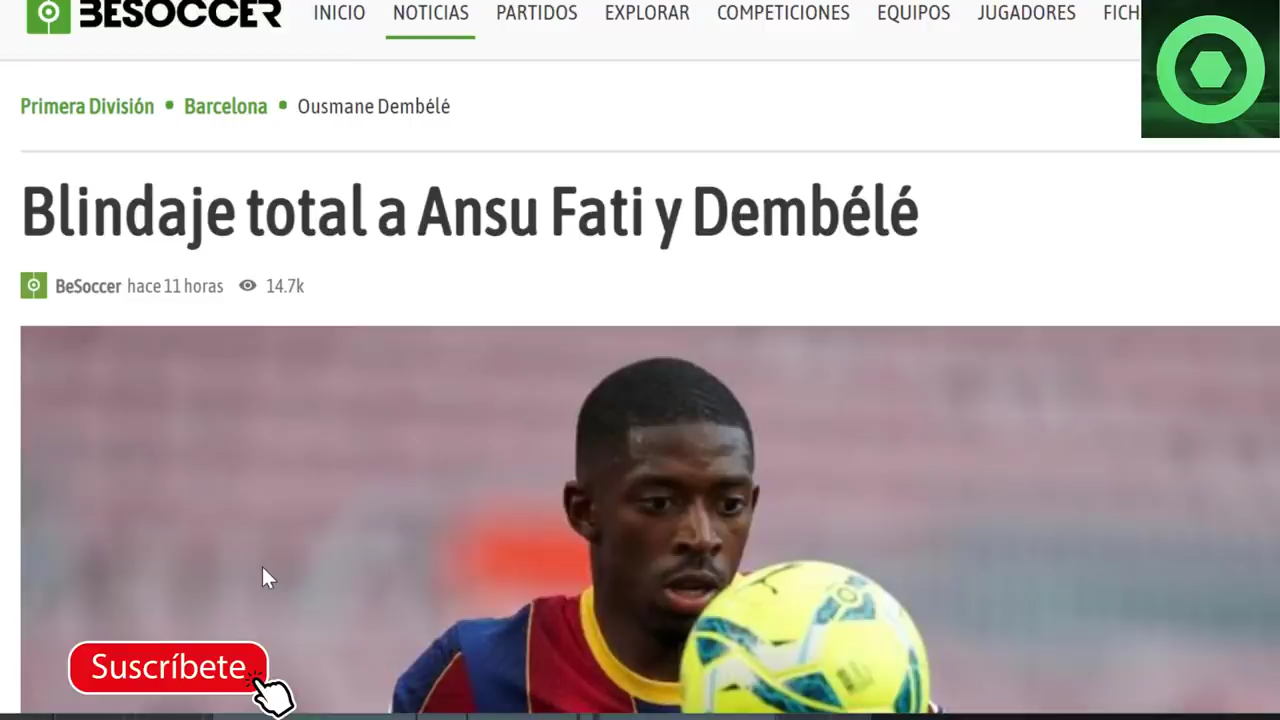 BESOCCER INICIO NOTICIAS PARTIDOS EXPLORAR COMPETICIONES EQUIPOS JUGADORES
Primera División • Barcelona • Ousmane Dembélé
Blindaje total a Ansu Fati y Dembélé
BeSoccer hace 11 horas 14.7k
Suscríbete